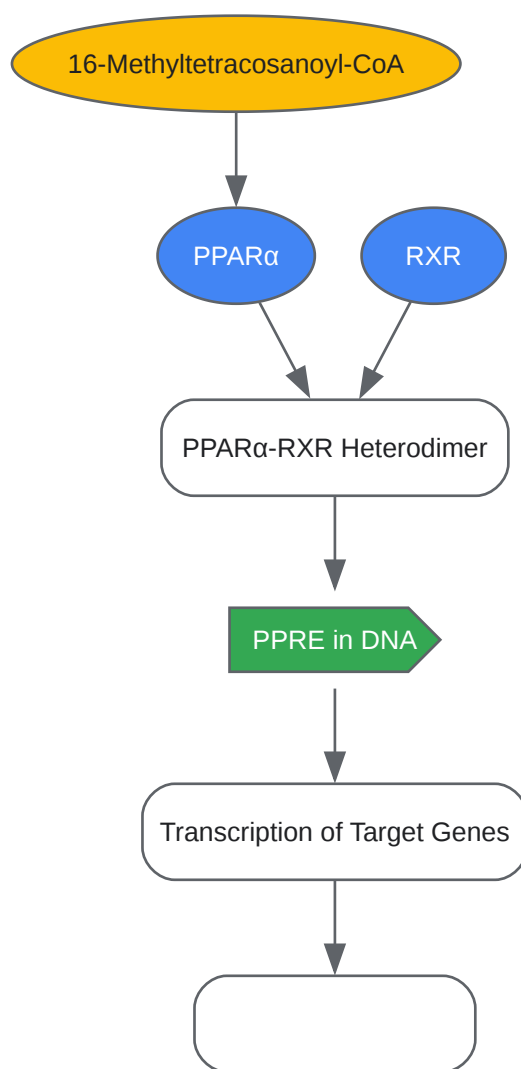 16-Methyltetracosanoyl-CoA
PPARα
RXR
PPARα-RXR Heterodimer
PPRE in DNA
Transcription of Target Genes